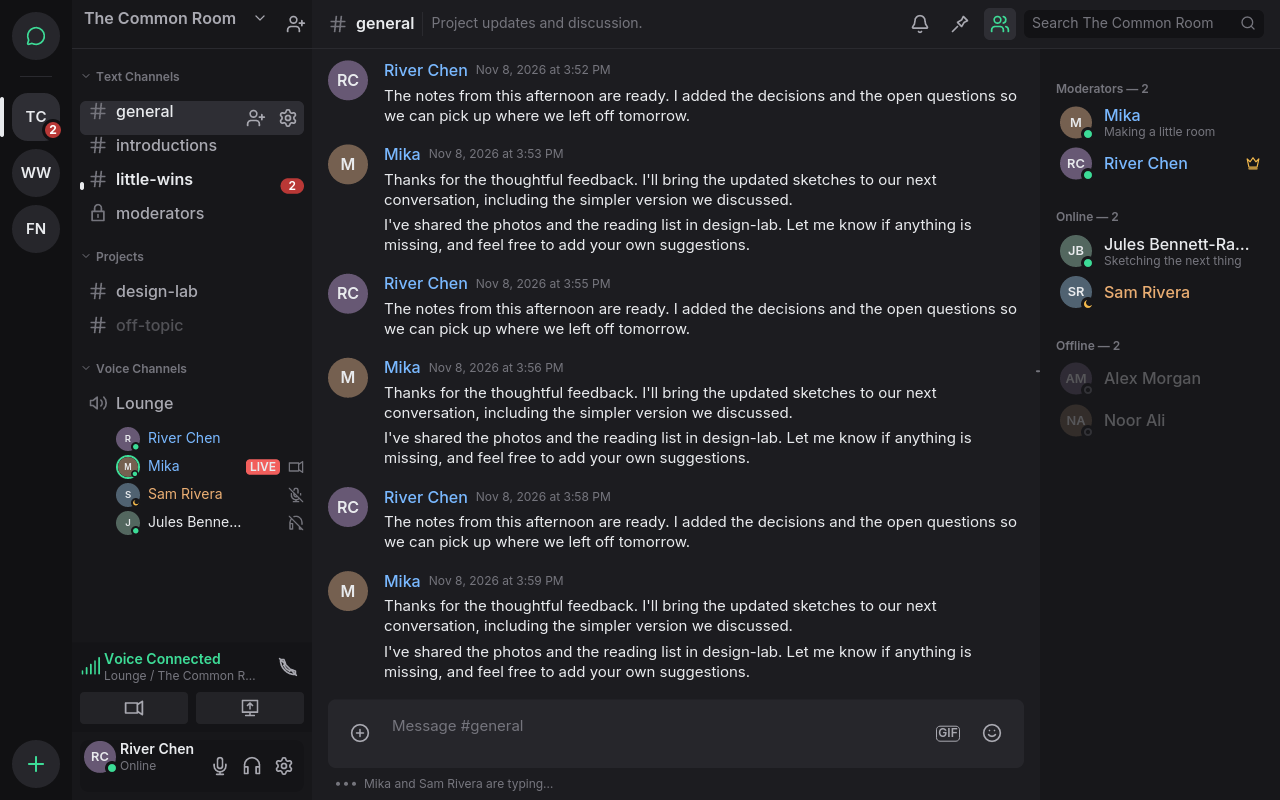 The Common Room
# general
Project updates and discussion.
Search The Common Room
TC
2
WW
FN
Text Channels
general
introductions
little-wins
2
moderators
Projects
design-lab
off-topic
Voice Channels
Lounge
R
River Chen
M
Mika
LIVE
S
Sam Rivera
J
Jules Benne...
Voice Connected
Lounge / The Common R...
RC
River Chen
Online
RC
River Chen Nov 8, 2026 at 3:52 PM
The notes from this afternoon are ready. I added the decisions and the open questions so
we can pick up where we left off tomorrow.
M
Mika Nov 8, 2026 at 3:53 PM
Thanks for the thoughtful feedback. I'll bring the updated sketches to our next
conversation, including the simpler version we discussed.
I've shared the photos and the reading list in design-lab. Let me know if anything is
missing, and feel free to add your own suggestions.
RC
River Chen Nov 8, 2026 at 3:55 PM
The notes from this afternoon are ready. I added the decisions and the open questions so
we can pick up where we left off tomorrow.
M
Mika Nov 8, 2026 at 3:56 PM
Thanks for the thoughtful feedback. I'll bring the updated sketches to our next
conversation, including the simpler version we discussed.
I've shared the photos and the reading list in design-lab. Let me know if anything is
missing, and feel free to add your own suggestions.
RC
River Chen Nov 8, 2026 at 3:58 PM
The notes from this afternoon are ready. I added the decisions and the open questions so
we can pick up where we left off tomorrow.
M
Mika Nov 8, 2026 at 3:59 PM
Thanks for the thoughtful feedback. I'll bring the updated sketches to our next
conversation, including the simpler version we discussed.
I've shared the photos and the reading list in design-lab. Let me know if anything is
missing, and feel free to add your own suggestions.
Message #general
GIF
Mika and Sam Rivera are typing...
Moderators — 2
M
Mika
Making a little room
RC
River Chen
Online — 2
JB
Jules Bennett-Ra...
Sketching the next thing
SR
Sam Rivera
Offline — 2
AM
Alex Morgan
NA
Noor Ali